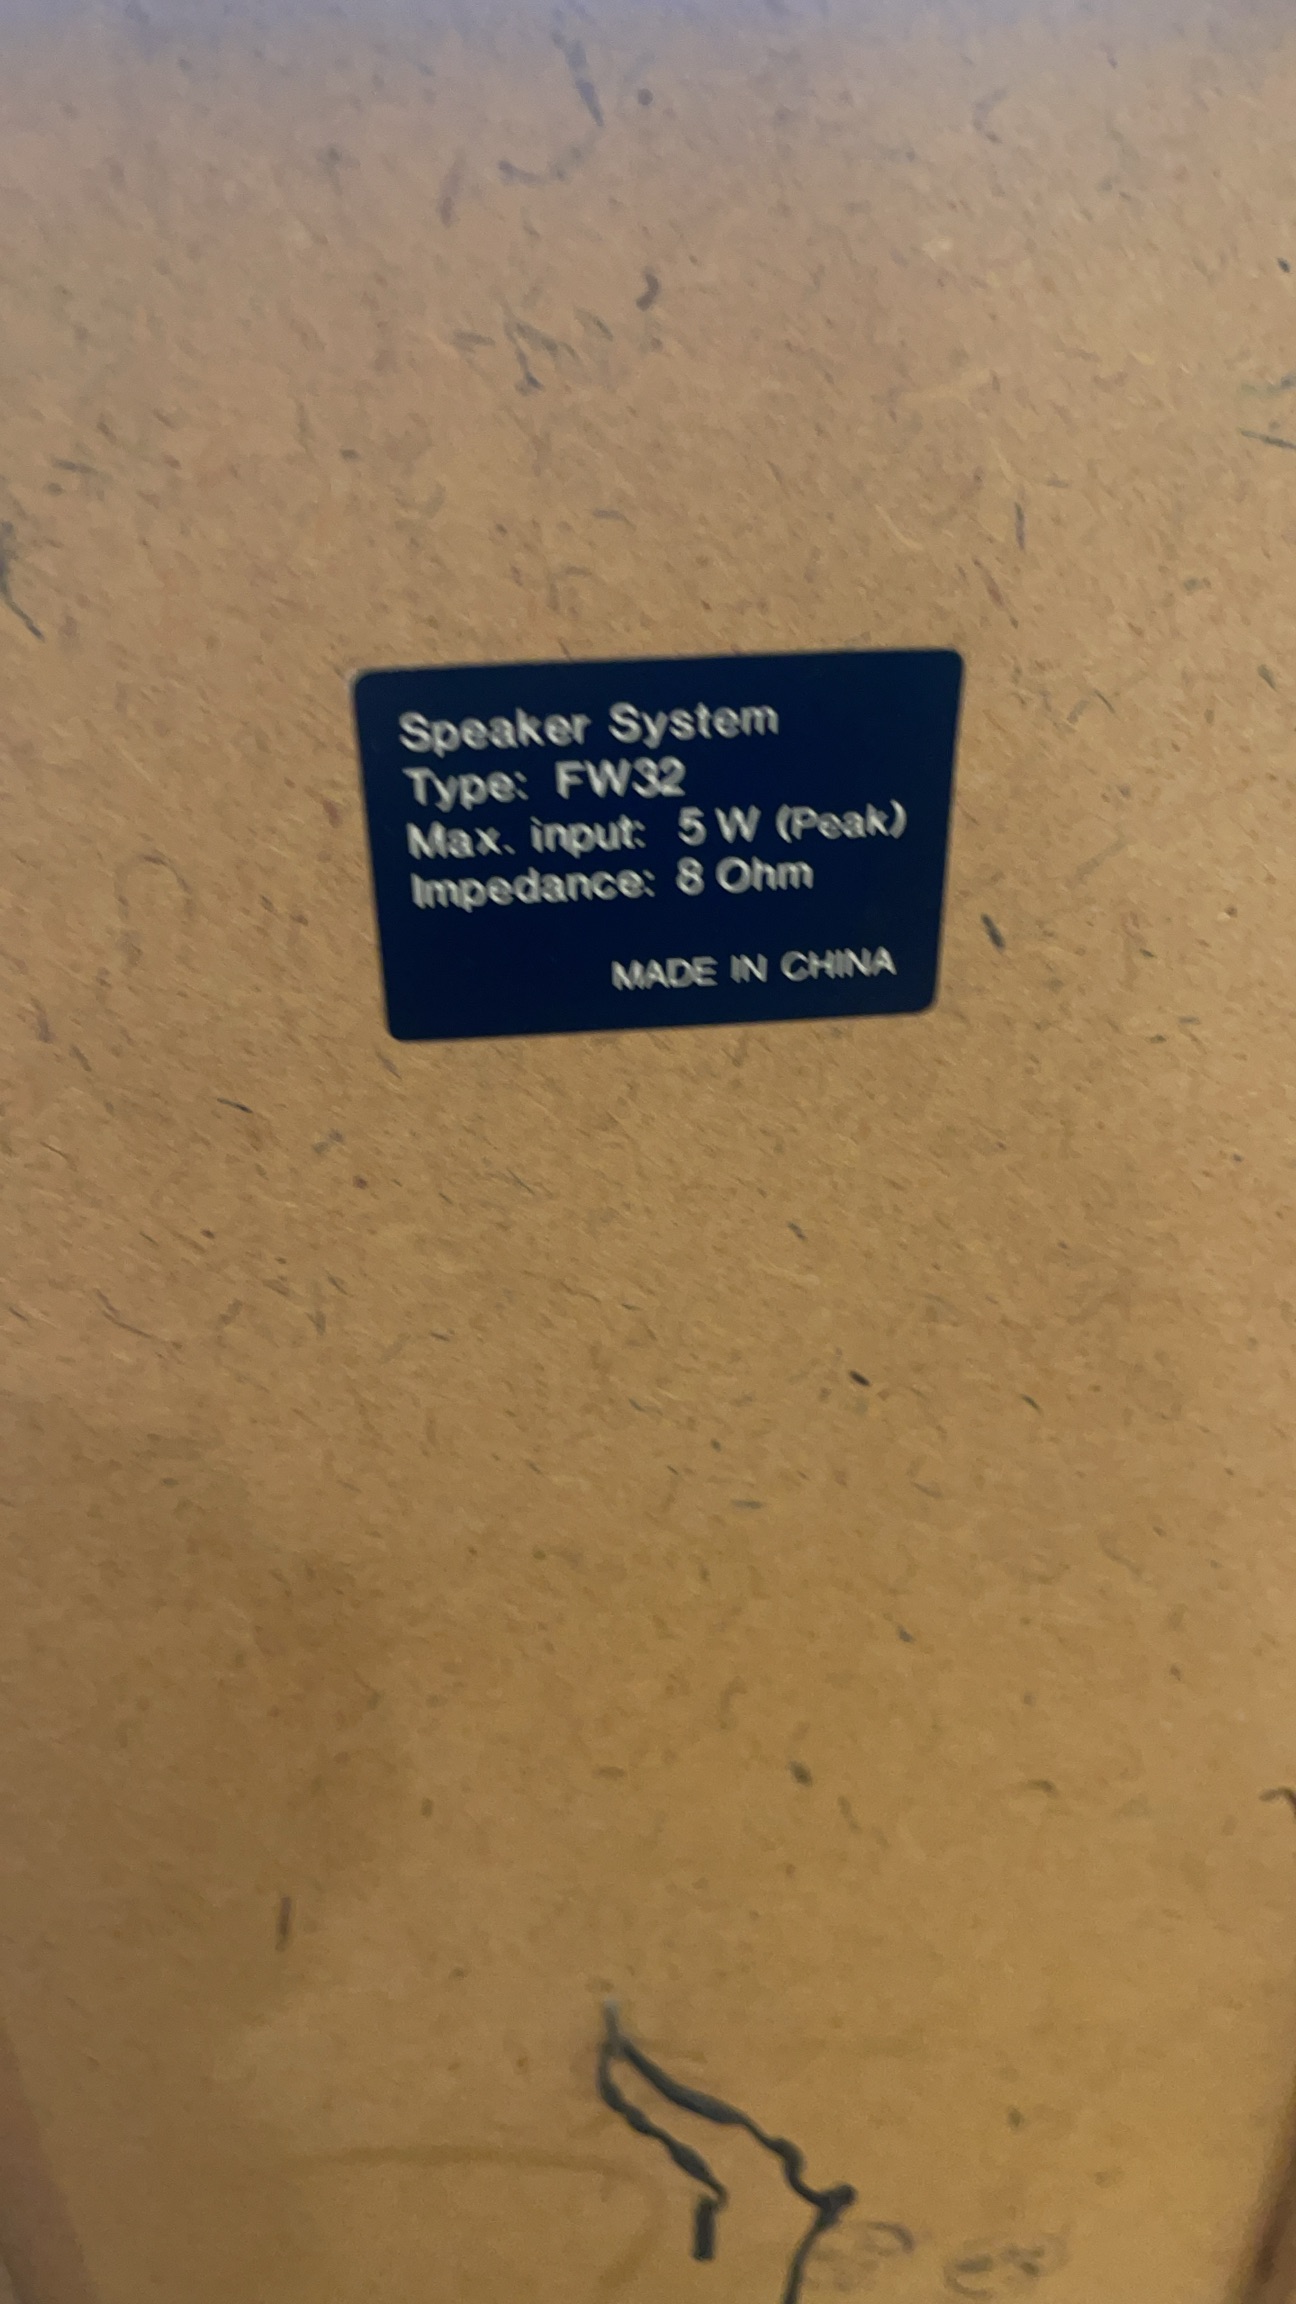 Speaker System
Type: FW32
Max. input: 5 W (Peak)
Impedance: 8 Ohm
MADE IN CHINA